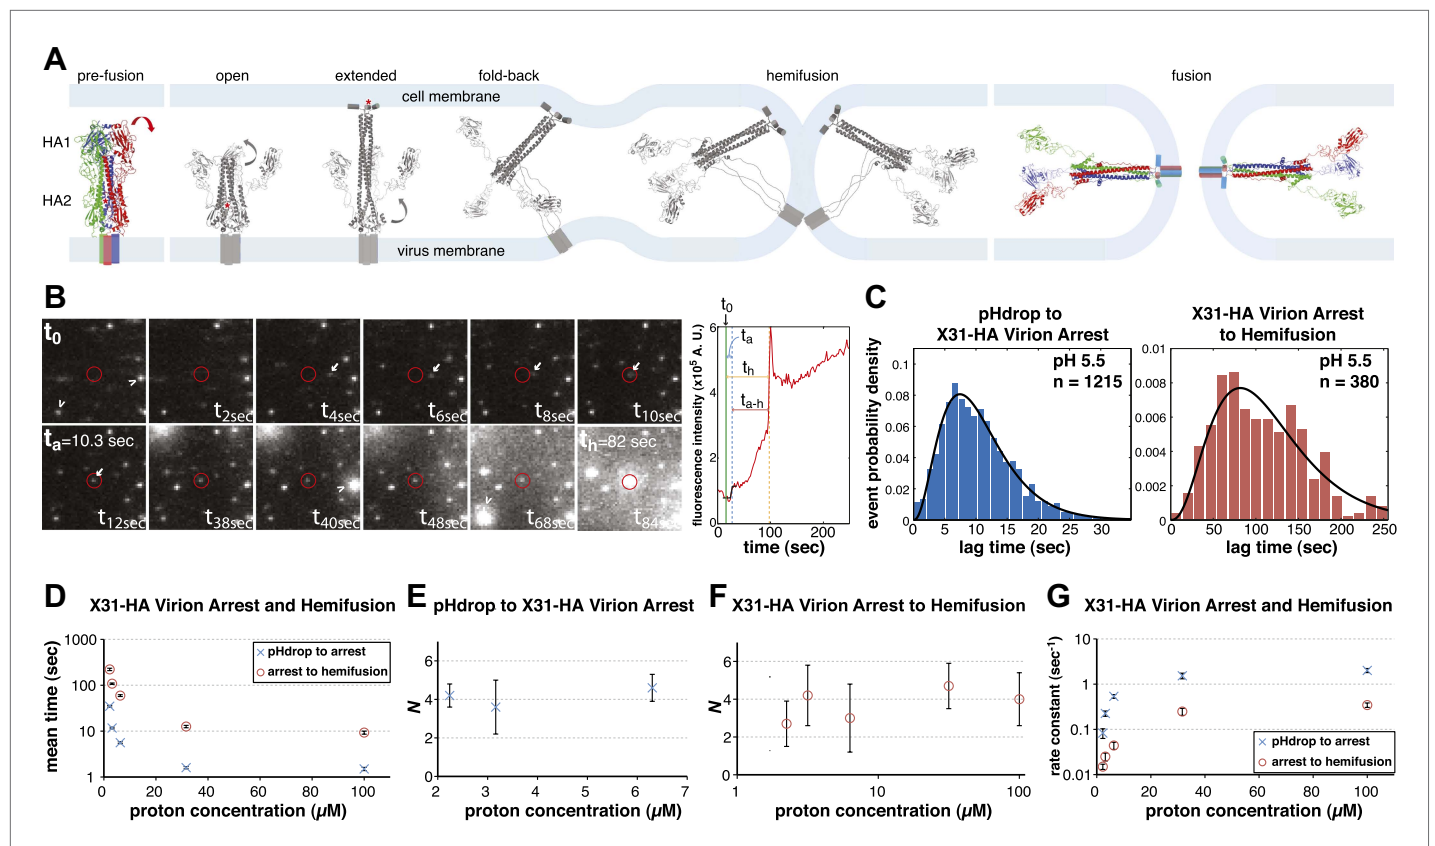 A
pre-fusion open extended fold-back hemifusion fusion
cell membrane
HA1
HA2
virus membrane
B
t0
t2sec
t4sec
t6sec
t8sec
t10sec
ta=10.3 sec
th=82 sec
t12sec
t38sec
t40sec
t48sec
t68sec
t84sec
t0
ta
th
ta-h
fluorescence intensity (x10⁵ A. U.)
6
4
2
0
0 100 200
time (sec)
C
pHdrop to
X31-HA Virion Arrest
pH 5.5
n = 1215
event probability density
0.1
0.08
0.06
0.04
0.02
0
0 5 10 15 20 25 30
lag time (sec)
X31-HA Virion Arrest
to Hemifusion
pH 5.5
n = 380
0.01
0.008
0.006
0.004
0.002
0
0 50 100 150 200 250
lag time (sec)
D
X31-HA Virion Arrest and Hemifusion
mean time (sec)
1000
100
10
1
pHdrop to arrest
arrest to hemifusion
0 20 40 60 80 100
proton concentration (µM)
E
pHdrop to X31-HA Virion Arrest
N
6
4
2
0
2 3 4 5 6 7
proton concentration (µM)
F
X31-HA Virion Arrest to Hemifusion
N
6
4
2
0
1 10 100
proton concentration (µM)
G
X31-HA Virion Arrest and Hemifusion
rate constant (sec⁻¹)
10
1
0.1
0.01
pHdrop to arrest
arrest to hemifusion
0 20 40 60 80 100
proton concentration (µM)